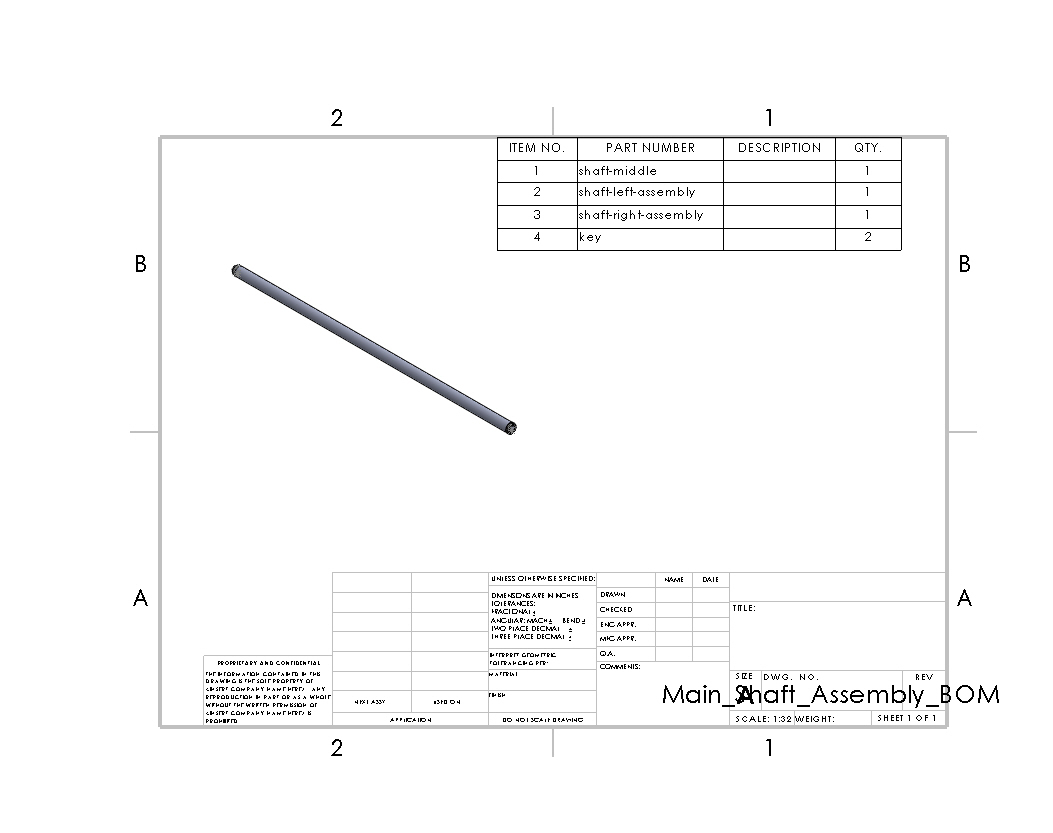 2 1
ITEM NO. PART NUMBER DESCRIPTION QTY.
1 shaft-middle 1
2 shaft-left-assembly 1
3 shaft-right-assembly 1
4 key 2
B B
A A
UNLESS OTHERWISE SPECIFIED:
DIMENSIONS ARE IN INCHES
TOLERANCES:
FRACTIONAL ±
ANGULAR: MACH ± BEND ±
TWO PLACE DECIMAL ±
THREE PLACE DECIMAL ±
INTERPRET GEOMETRIC
TOLERANCING PER:
MATERIAL
FINISH
NEXT ASSY USED ON
APPLICATION
DO NOT SCALE DRAWING
NAME DATE
DRAWN
CHECKED
ENG APPR.
MFG APPR.
Q.A.
COMMENTS:
PROPRIETARY AND CONFIDENTIAL
THE INFORMATION CONTAINED IN THIS
DRAWING IS THE SOLE PROPERTY OF
<INSERT COMPANY NAME HERE>. ANY
REPRODUCTION IN PART OR AS A WHOLE
WITHOUT THE WRITTEN PERMISSION OF
<INSERT COMPANY NAME HERE> IS
PROHIBITED.
TITLE:
SIZE DWG. NO. REV
A Main_Shaft_Assembly_BOM
SCALE: 1:32 WEIGHT: SHEET 1 OF 1
2 1